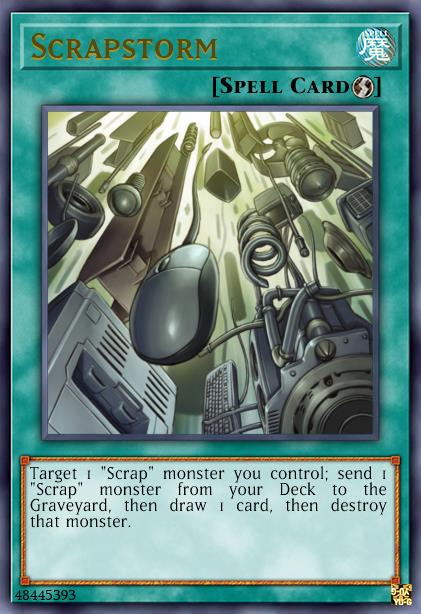 Scrapstorm
SPELL
魔
[Spell Card]
Target 1 "Scrap" monster you control; send 1
"Scrap" monster from your Deck to the
Graveyard, then draw 1 card, then destroy
that monster.
48445393